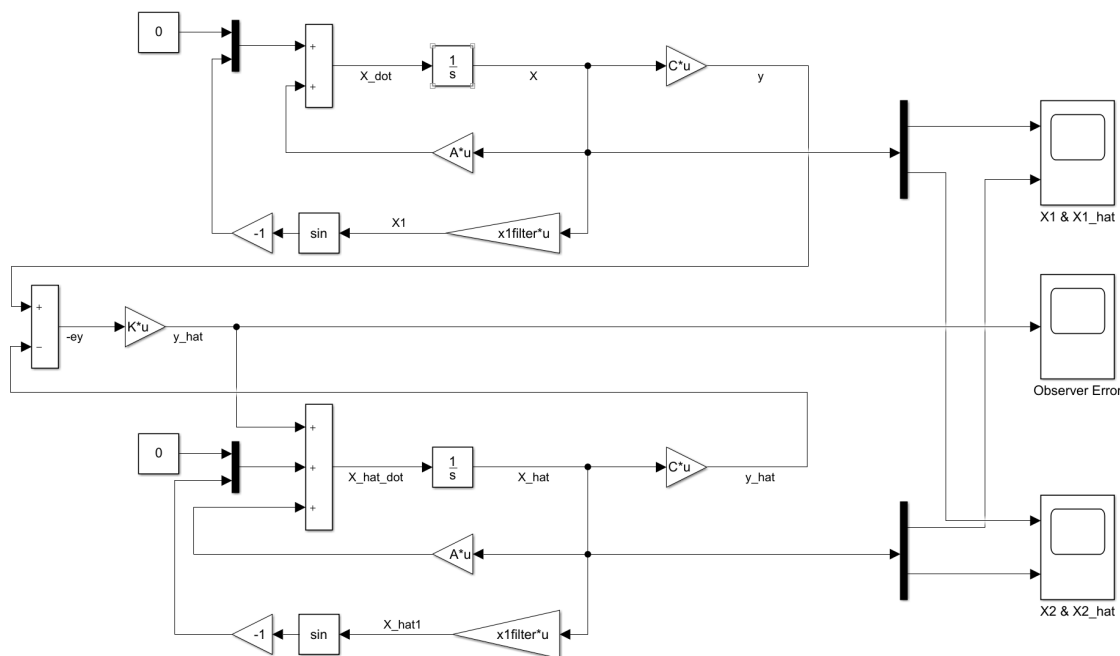 0
+
+
X_dot
1
s
X
C*u
y
A*u
-1
sin
X1
x1filter*u
X1 & X1_hat
+
−
-ey
K*u
y_hat
Observer Error
0
+
+
+
X_hat_dot
1
s
X_hat
C*u
y_hat
A*u
-1
sin
X_hat1
x1filter*u
X2 & X2_hat